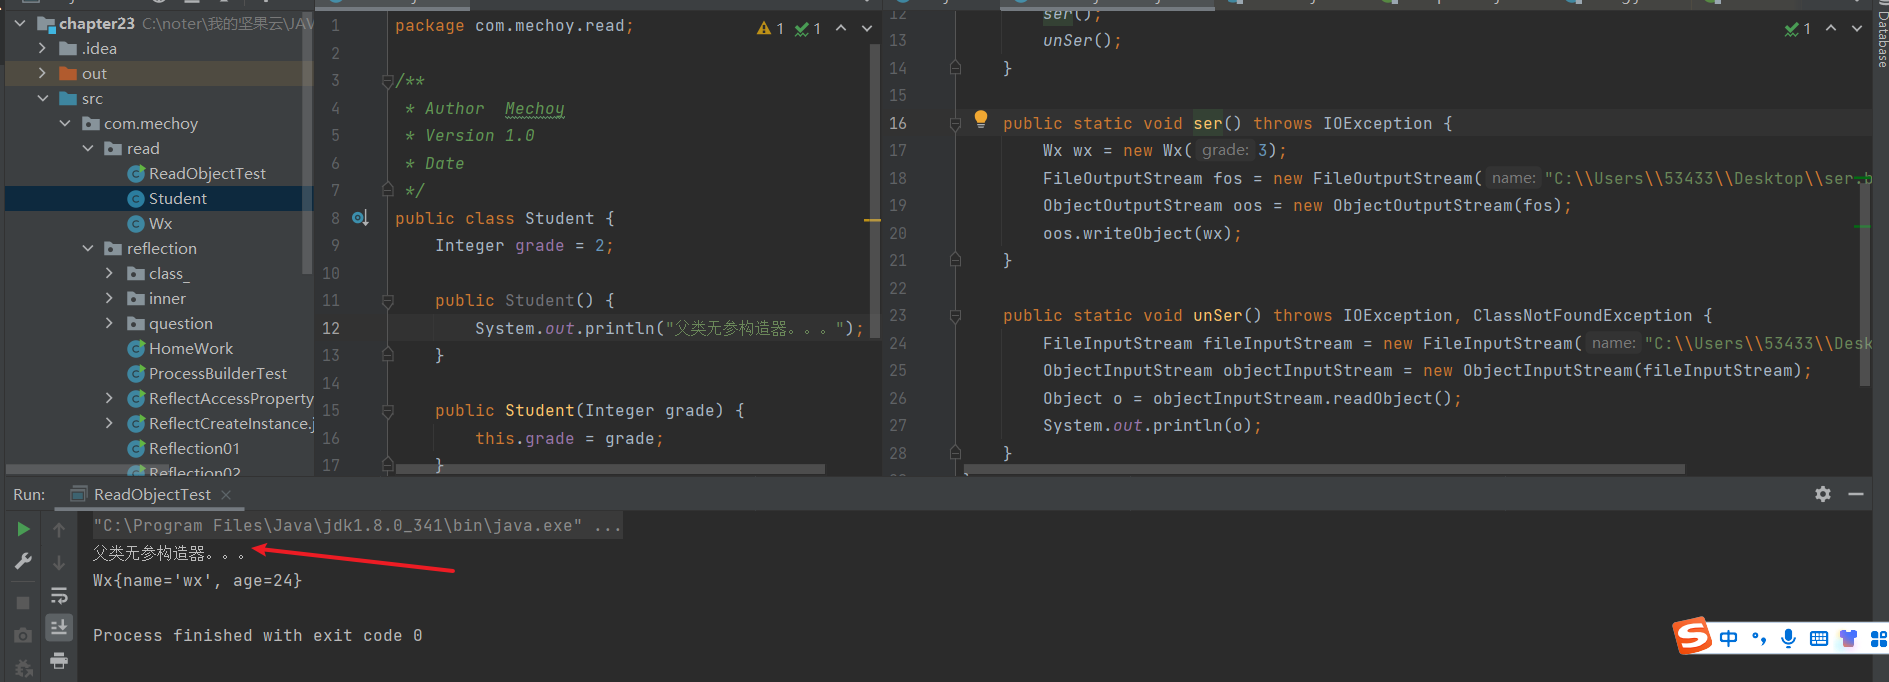 chapter23 C:\noter\我的坚果云\JAV
.idea
out
src
com.mechoy
read
ReadObjectTest
Student
Wx
reflection
class_
inner
question
HomeWork
ProcessBuilderTest
ReflectAccessProperty
ReflectCreateInstance.j
Reflection01
Reflection02
1 package com.mechoy.read;
2
3 /**
4 * Author Mechoy
5 * Version 1.0
6 * Date
7 */
8 public class Student {
9 Integer grade = 2;
10
11 public Student() {
12 System.out.println("父类无参构造器。。。");
13 }
14
15 public Student(Integer grade) {
16 this.grade = grade;
17 }
1 1
12 ser();
13 unSer();
14 }
15
16 public static void ser() throws IOException {
17 Wx wx = new Wx( grade: 3);
18 FileOutputStream fos = new FileOutputStream( name: "C:\\Users\\53433\\Desktop\\ser.b
19 ObjectOutputStream oos = new ObjectOutputStream(fos);
20 oos.writeObject(wx);
21 }
22
23 public static void unSer() throws IOException, ClassNotFoundException {
24 FileInputStream fileInputStream = new FileInputStream( name: "C:\\Users\\53433\\Desk
25 ObjectInputStream objectInputStream = new ObjectInputStream(fileInputStream);
26 Object o = objectInputStream.readObject();
27 System.out.println(o);
28 }
1
Database
Run: ReadObjectTest
"C:\Program Files\Java\jdk1.8.0_341\bin\java.exe" ...
父类无参构造器。。。
Wx{name='wx', age=24}
Process finished with exit code 0
S 中